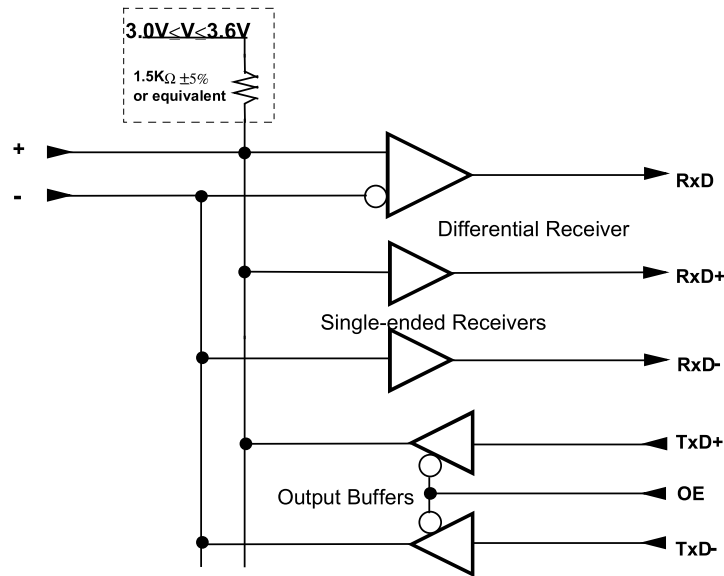 3.0V≤V≤3.6V
1.5KΩ ±5%
or equivalent
+
-
RxD
Differential Receiver
RxD+
Single-ended Receivers
RxD-
TxD+
Output Buffers
OE
TxD-